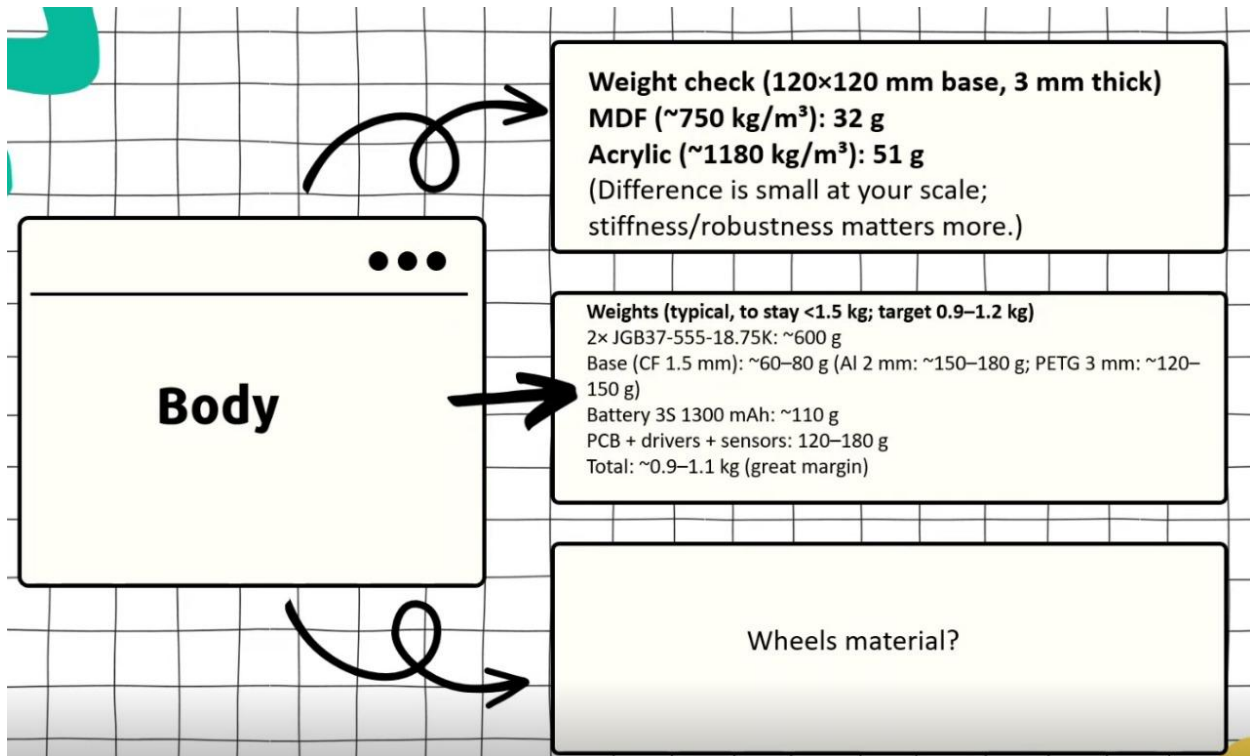 Weight check (120×120 mm base, 3 mm thick)
MDF (~750 kg/m³): 32 g
Acrylic (~1180 kg/m³): 51 g
(Difference is small at your scale;
stiffness/robustness matters more.)
Body
Weights (typical, to stay <1.5 kg; target 0.9–1.2 kg)
2× JGB37-555-18.75K: ~600 g
Base (CF 1.5 mm): ~60–80 g (Al 2 mm: ~150–180 g; PETG 3 mm: ~120–
150 g)
Battery 3S 1300 mAh: ~110 g
PCB + drivers + sensors: 120–180 g
Total: ~0.9–1.1 kg (great margin)
Wheels material?